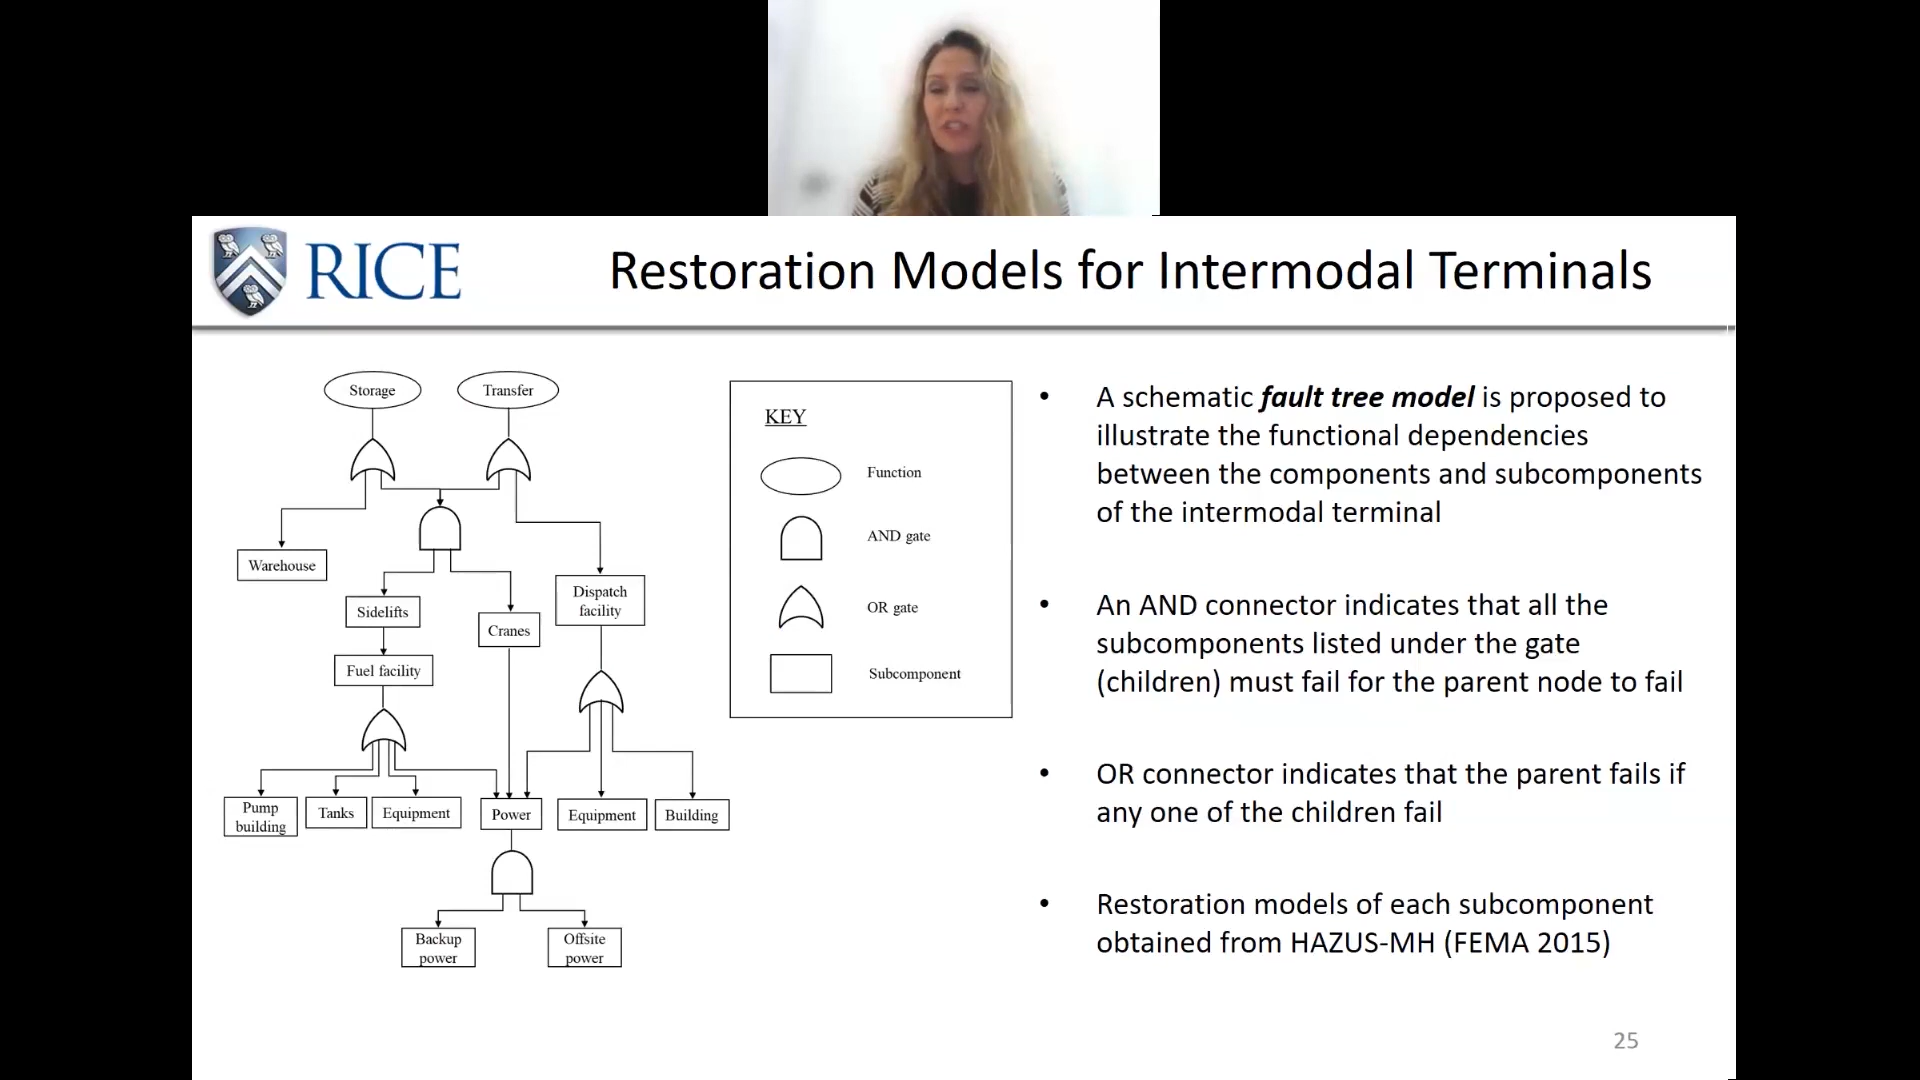 RICE
Restoration Models for Intermodal Terminals
Storage
Transfer
Warehouse
Sidelifts
Cranes
Dispatch
facility
Fuel facility
Pump
building
Tanks
Equipment
Power
Equipment
Building
Backup
power
Offsite
power
KEY
Function
AND gate
OR gate
Subcomponent
• A schematic fault tree model is proposed to
illustrate the functional dependencies
between the components and subcomponents
of the intermodal terminal
• An AND connector indicates that all the
subcomponents listed under the gate
(children) must fail for the parent node to fail
• OR connector indicates that the parent fails if
any one of the children fail
• Restoration models of each subcomponent
obtained from HAZUS-MH (FEMA 2015)
25